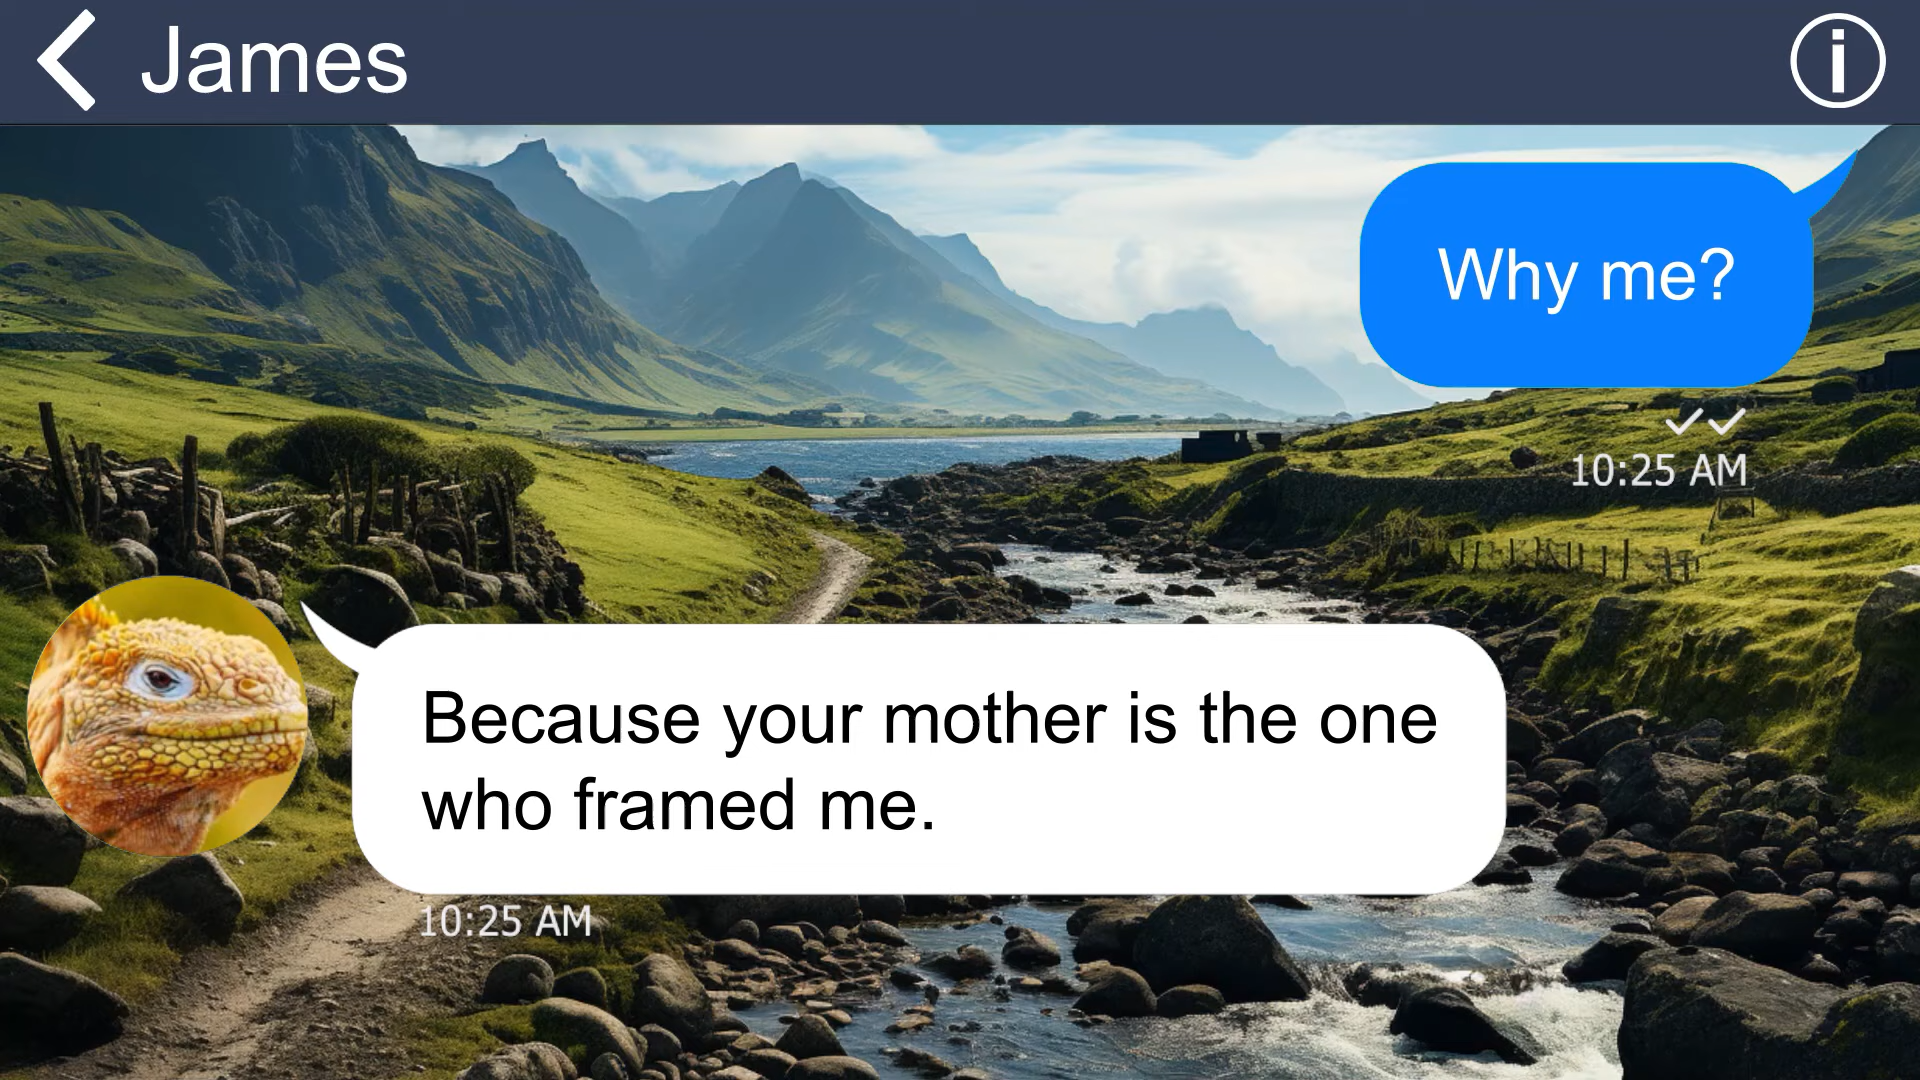 James
Why me?
10:25 AM
Because your mother is the one
who framed me.
10:25 AM